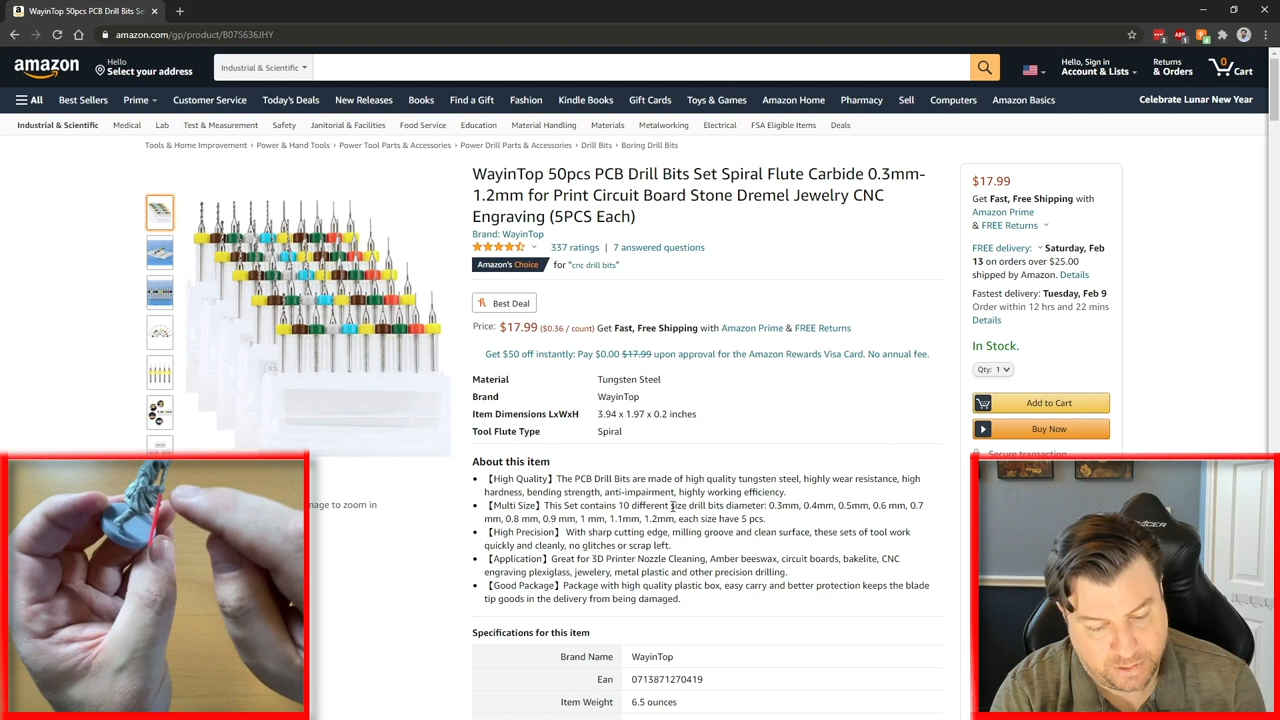 WayinTop 50pcs PCB Drill Bits Set
amazon.com/gp/product/B07S636JHY
amazon
Hello
Select your address
Industrial & Scientific
Hello, Sign in
Account & Lists
Returns
& Orders
0
Cart
All
Best Sellers
Prime
Customer Service
Today's Deals
New Releases
Books
Find a Gift
Fashion
Kindle Books
Gift Cards
Toys & Games
Amazon Home
Pharmacy
Sell
Computers
Amazon Basics
Celebrate Lunar New Year
Industrial & Scientific
Medical
Lab
Test & Measurement
Safety
Janitorial & Facilities
Food Service
Education
Material Handling
Materials
Metalworking
Electrical
FSA Eligible Items
Deals
Tools & Home Improvement › Power & Hand Tools › Power Tool Parts & Accessories › Power Drill Parts & Accessories › Drill Bits › Boring Drill Bits
WayinTop 50pcs PCB Drill Bits Set Spiral Flute Carbide 0.3mm-
1.2mm for Print Circuit Board Stone Dremel Jewelry CNC
Engraving (5PCS Each)
Brand: WayinTop
337 ratings | 7 answered questions
Amazon's Choice for "cnc drill bits"
Best Deal
Price: $17.99 ($0.36 / count) Get Fast, Free Shipping with Amazon Prime & FREE Returns
Get $50 off instantly: Pay $0.00 $17.99 upon approval for the Amazon Rewards Visa Card. No annual fee.
Material Tungsten Steel
Brand WayinTop
Item Dimensions LxWxH 3.94 x 1.97 x 0.2 inches
Tool Flute Type Spiral
About this item
• 【High Quality】The PCB Drill Bits are made of high quality tungsten steel, highly wear resistance, high
hardness, bending strength, anti-impairment, highly working efficiency.
• 【Multi Size】This Set contains 10 different size drill bits diameter: 0.3mm, 0.4mm, 0.5mm, 0.6 mm, 0.7
mm, 0.8 mm, 0.9 mm, 1 mm, 1.1mm, 1.2mm, each size have 5 pcs.
• 【High Precision】 With sharp cutting edge, milling groove and clean surface, these sets of tool work
quickly and cleanly, no glitches or scrap left.
• 【Application】Great for 3D Printer Nozzle Cleaning, Amber beeswax, circuit boards, bakelite, CNC
engraving plexiglass, jewelery, metal plastic and other precision drilling.
• 【Good Package】Package with high quality plastic box, easy carry and better protection keeps the blade
tip goods in the delivery from being damaged.
Specifications for this item
Brand Name WayinTop
Ean 0713871270419
Item Weight 6.5 ounces
$17.99
Get Fast, Free Shipping with
Amazon Prime
& FREE Returns
FREE delivery: Saturday, Feb
13 on orders over $25.00
shipped by Amazon. Details
Fastest delivery: Tuesday, Feb 9
Order within 12 hrs and 22 mins
Details
In Stock.
Qty: 1
Add to Cart
Buy Now
Secure transaction
mage to zoom in
RACER